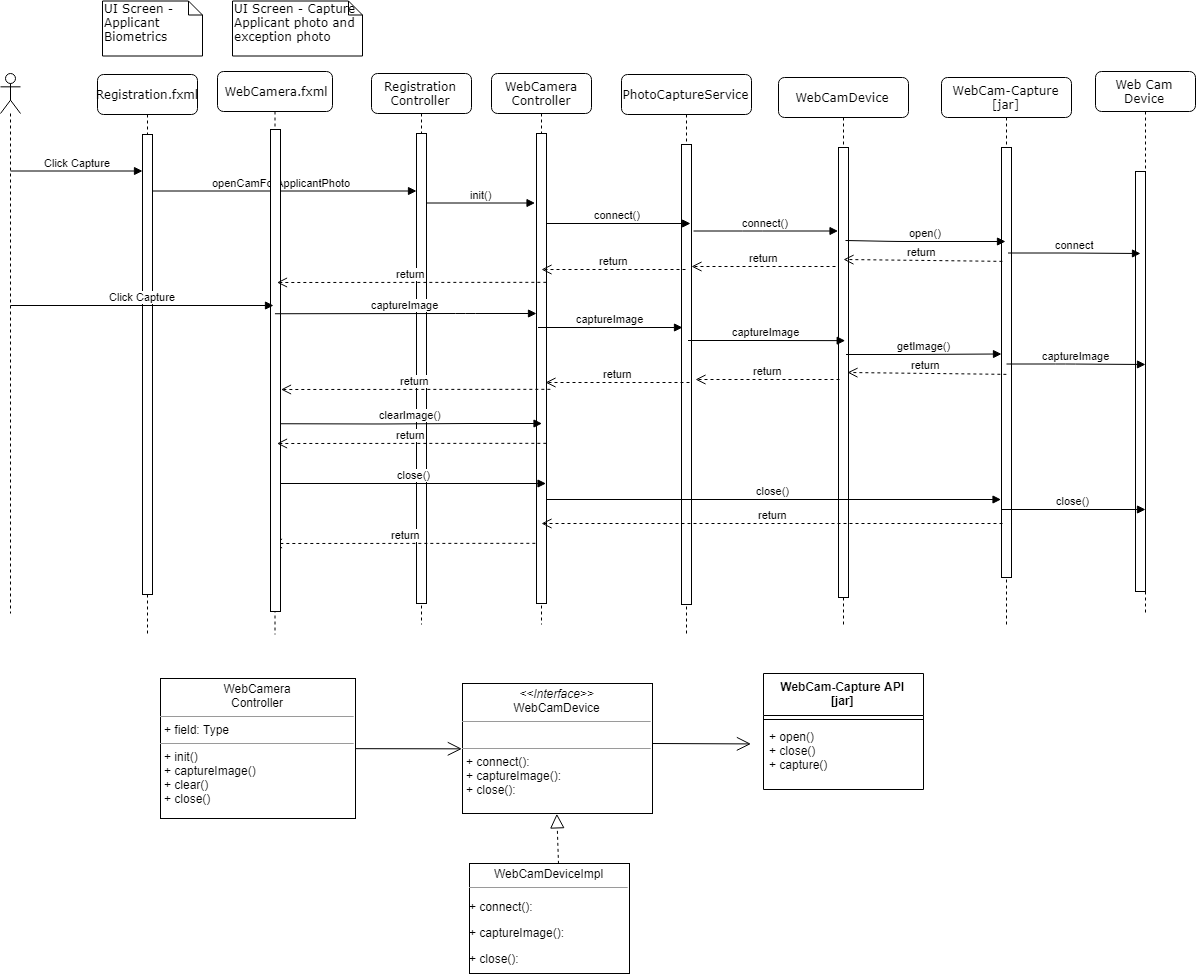 UI Screen -
Applicant
Biometrics
UI Screen - Capture
Applicant photo and
exception photo
Registration.fxml
WebCamera.fxml
Registration
Controller
WebCamera
Controller
PhotoCaptureService
WebCamDevice
WebCam-Capture
[jar]
Web Cam
Device
Click Capture
openCamForApplicantPhoto
init()
connect()
connect()
open()
connect
return
return
return
return
Click Capture
captureImage
captureImage
captureImage
getImage()
captureImage
return
return
return
return
clearImage()
return
close()
close()
close()
return
return
WebCamera
Controller
+ field: Type
+ init()
+ captureImage()
+ clear()
+ close()
<<Interface>>
WebCamDevice
+ connect():
+ captureImage():
+ close():
WebCam-Capture API
[jar]
+ open()
+ close()
+ capture()
WebCamDeviceImpl
+ connect():
+ captureImage():
+ close():